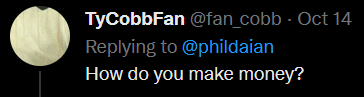 TyCobbFan @fan_cobb · Oct 14
Replying to @phildaian
How do you make money?